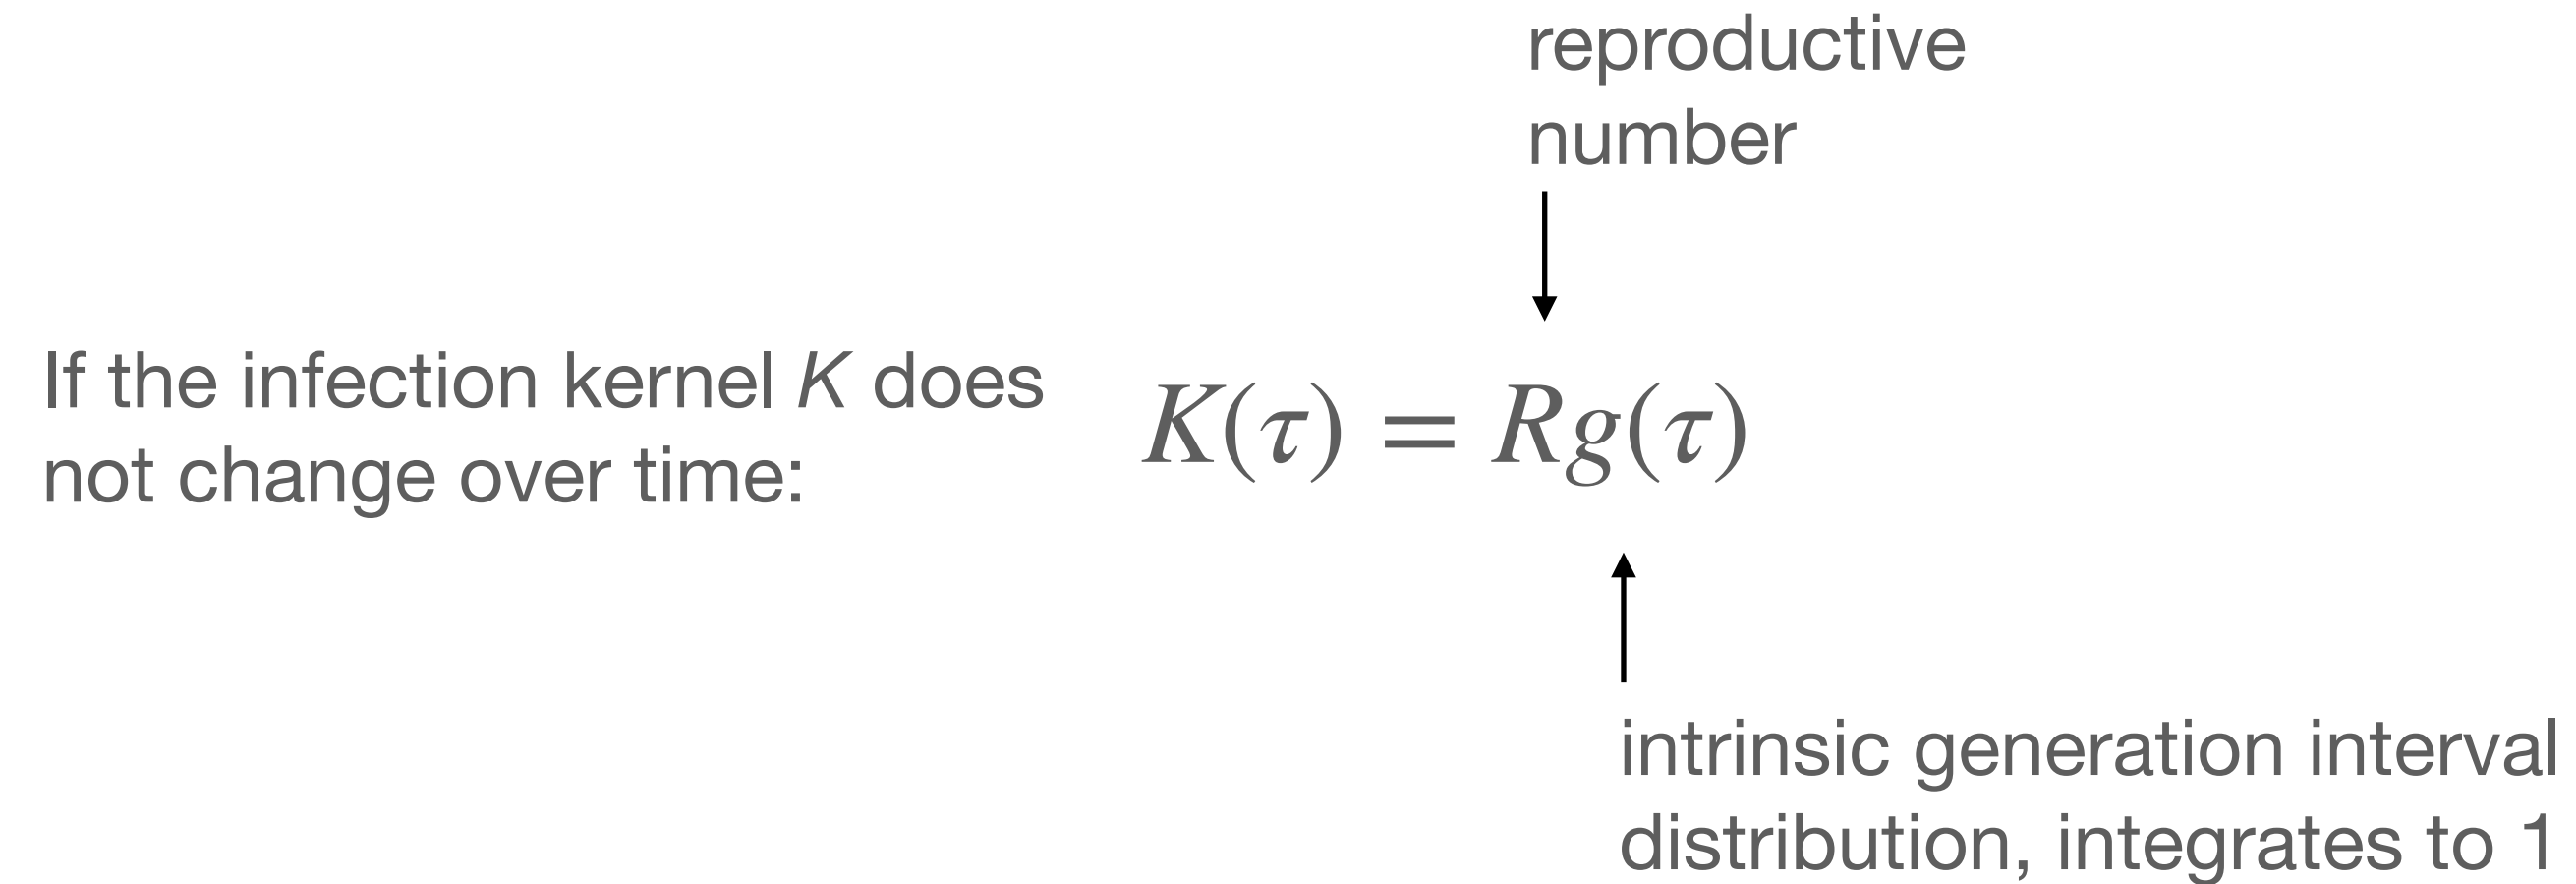 reproductive
number
If the infection kernel K does
not change over time:
K(τ) = Rg(τ)
intrinsic generation interval
distribution, integrates to 1